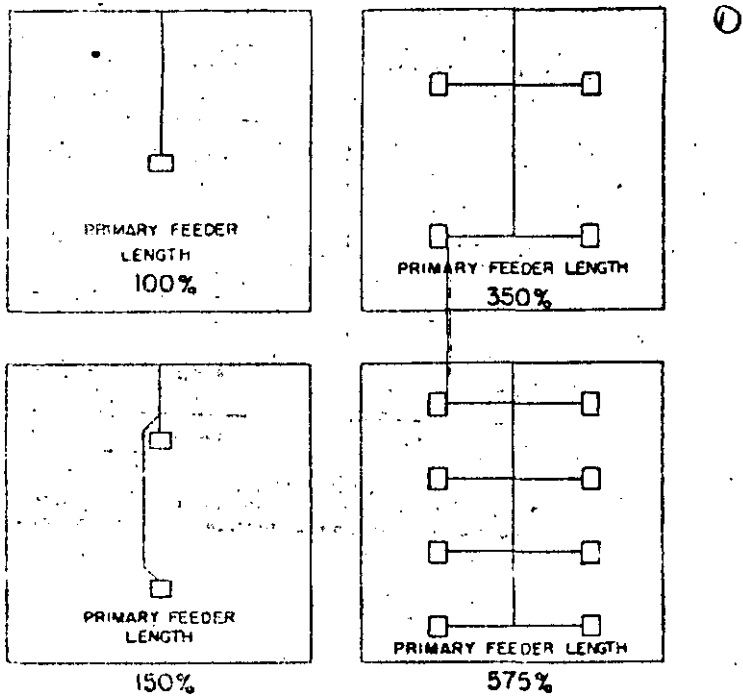 ①
PRIMARY FEEDER
LENGTH
100%
PRIMARY FEEDER LENGTH
350%
PRIMARY FEEDER
LENGTH
150%
PRIMARY FEEDER LENGTH
575%